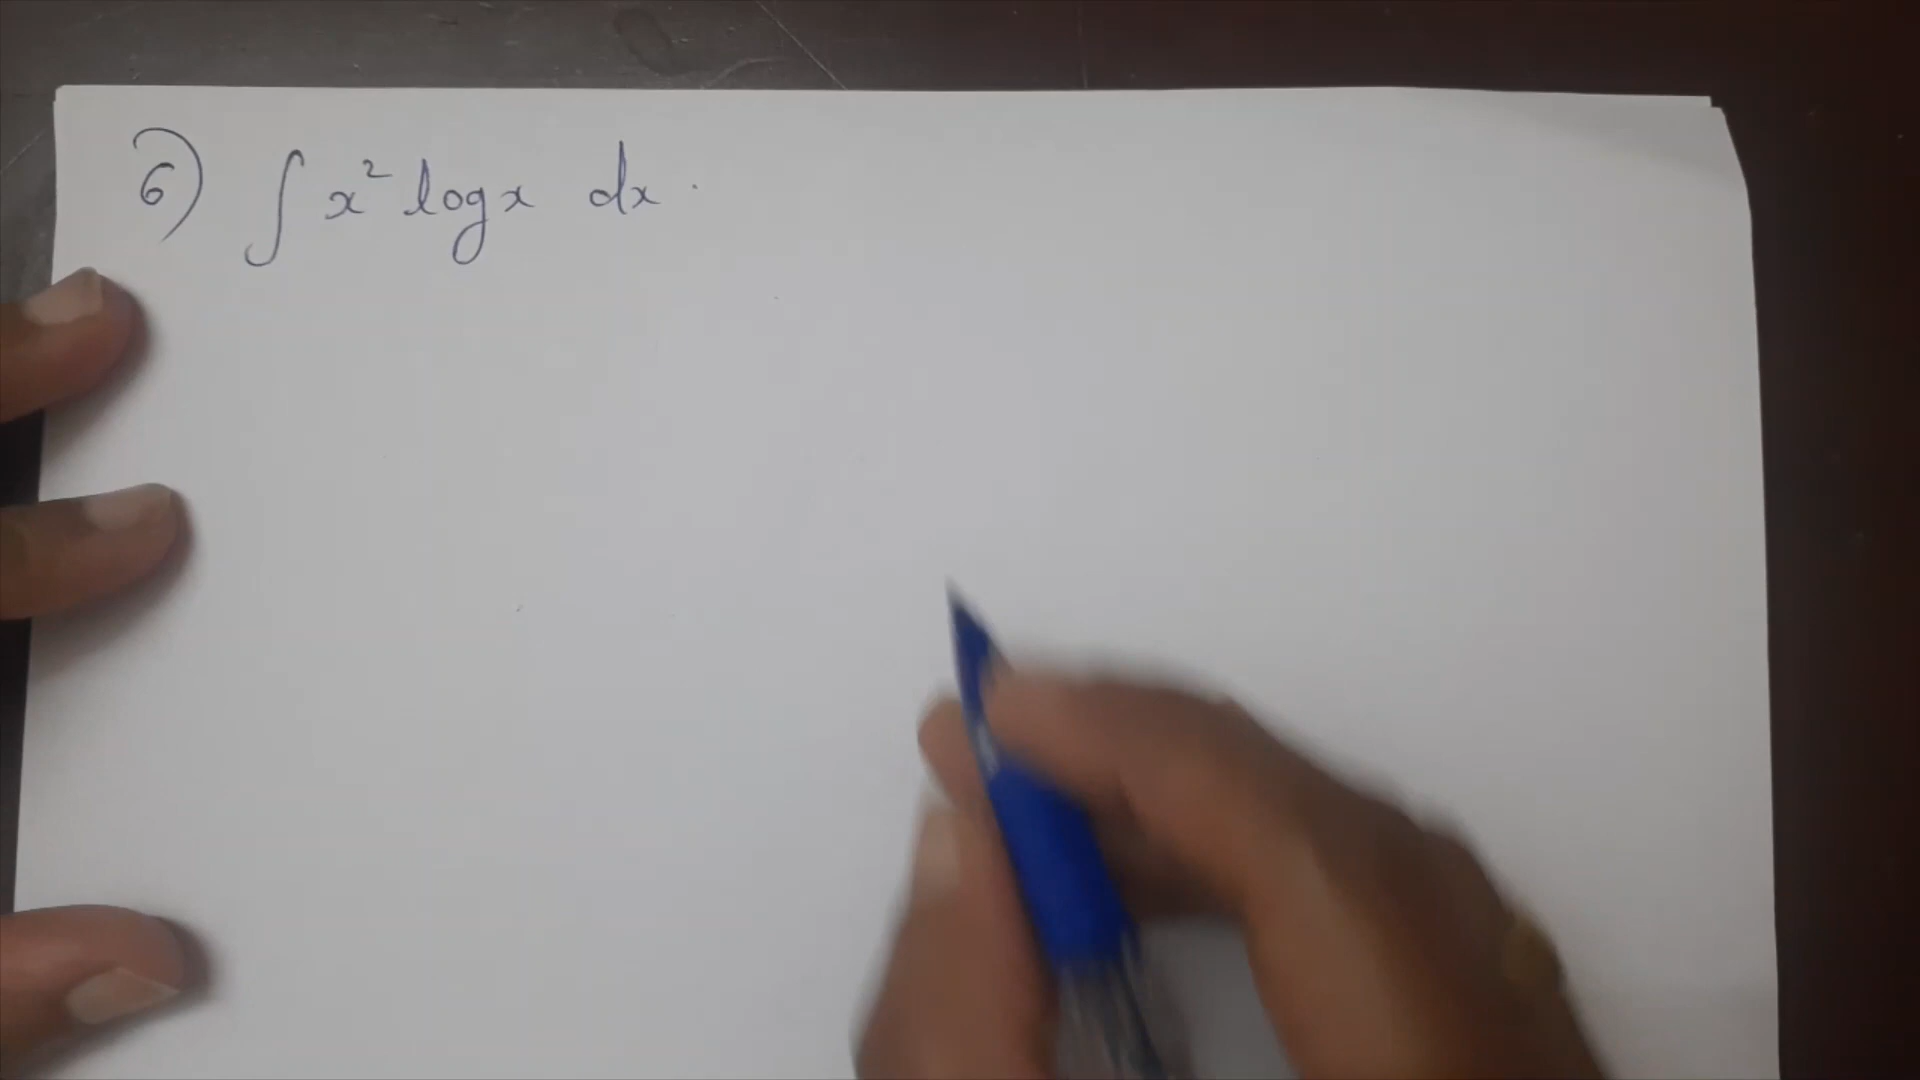 6) ∫ x² log x dx .